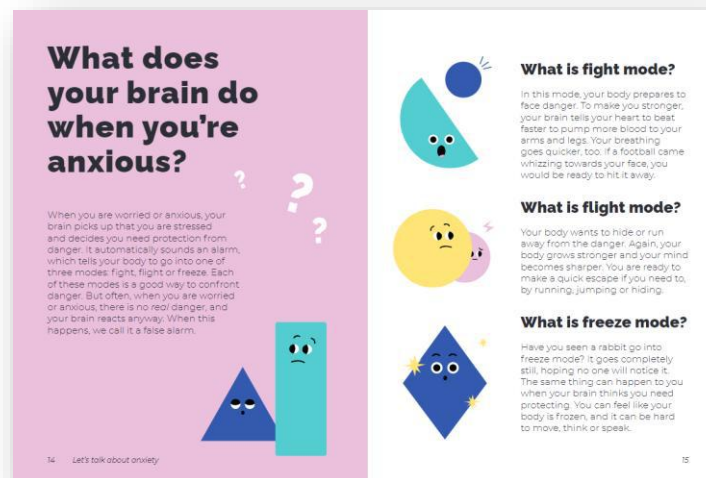 What does
your brain do
when you're
anxious?
? ? ?
When you are worried or anxious, your
brain picks up that you are stressed
and decides you need protection from
danger. It automatically sounds an alarm,
which tells your body to go into one of
three modes: fight, flight or freeze. Each
of these modes is a good way to confront
danger. But often, when you are worried
or anxious, there is no real danger, and
your brain reacts anyway. When this
happens, we call it a false alarm.
14 Let's talk about anxiety
What is fight mode?
In this mode, your body prepares to
face danger. To make you stronger,
your brain tells your heart to beat
faster to pump more blood to your
arms and legs. Your breathing
goes quicker, too. If a football came
whizzing towards your face, you
would be ready to hit it away.
What is flight mode?
Your body wants to hide or run
away from the danger. Again, your
body grows stronger and your mind
becomes sharper. You are ready to
make a quick escape if you need to,
by running, jumping or hiding.
What is freeze mode?
Have you seen a rabbit go into
freeze mode? It goes completely
still, hoping no one will notice it.
The same thing can happen to you
when your brain thinks you need
protecting. You can feel like your
body is frozen, and it can be hard
to move, think or speak.
15